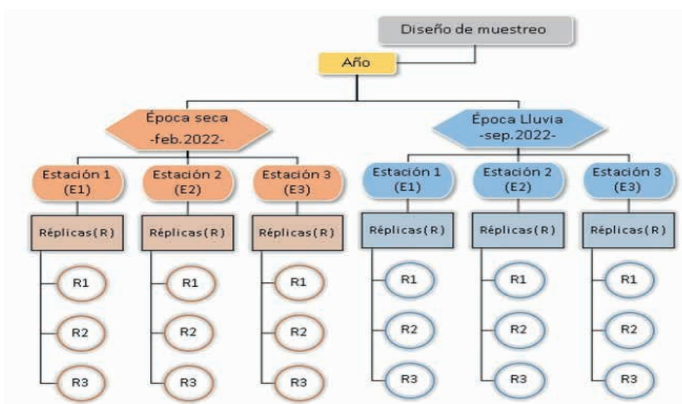 Diseño de muestreo
Año
Época seca
-feb.2022-
Época Lluvia
-sep.2022-
Estación 1
(E1)
Estación 2
(E2)
Estación 3
(E3)
Estación 1
(E1)
Estación 2
(E2)
Estación 3
(E3)
Réplicas(R)
Réplicas(R)
Réplicas(R)
Réplicas(R)
Réplicas(R)
Réplicas(R)
R1
R1
R1
R1
R1
R1
R2
R2
R2
R2
R2
R2
R3
R3
R3
R3
R3
R3